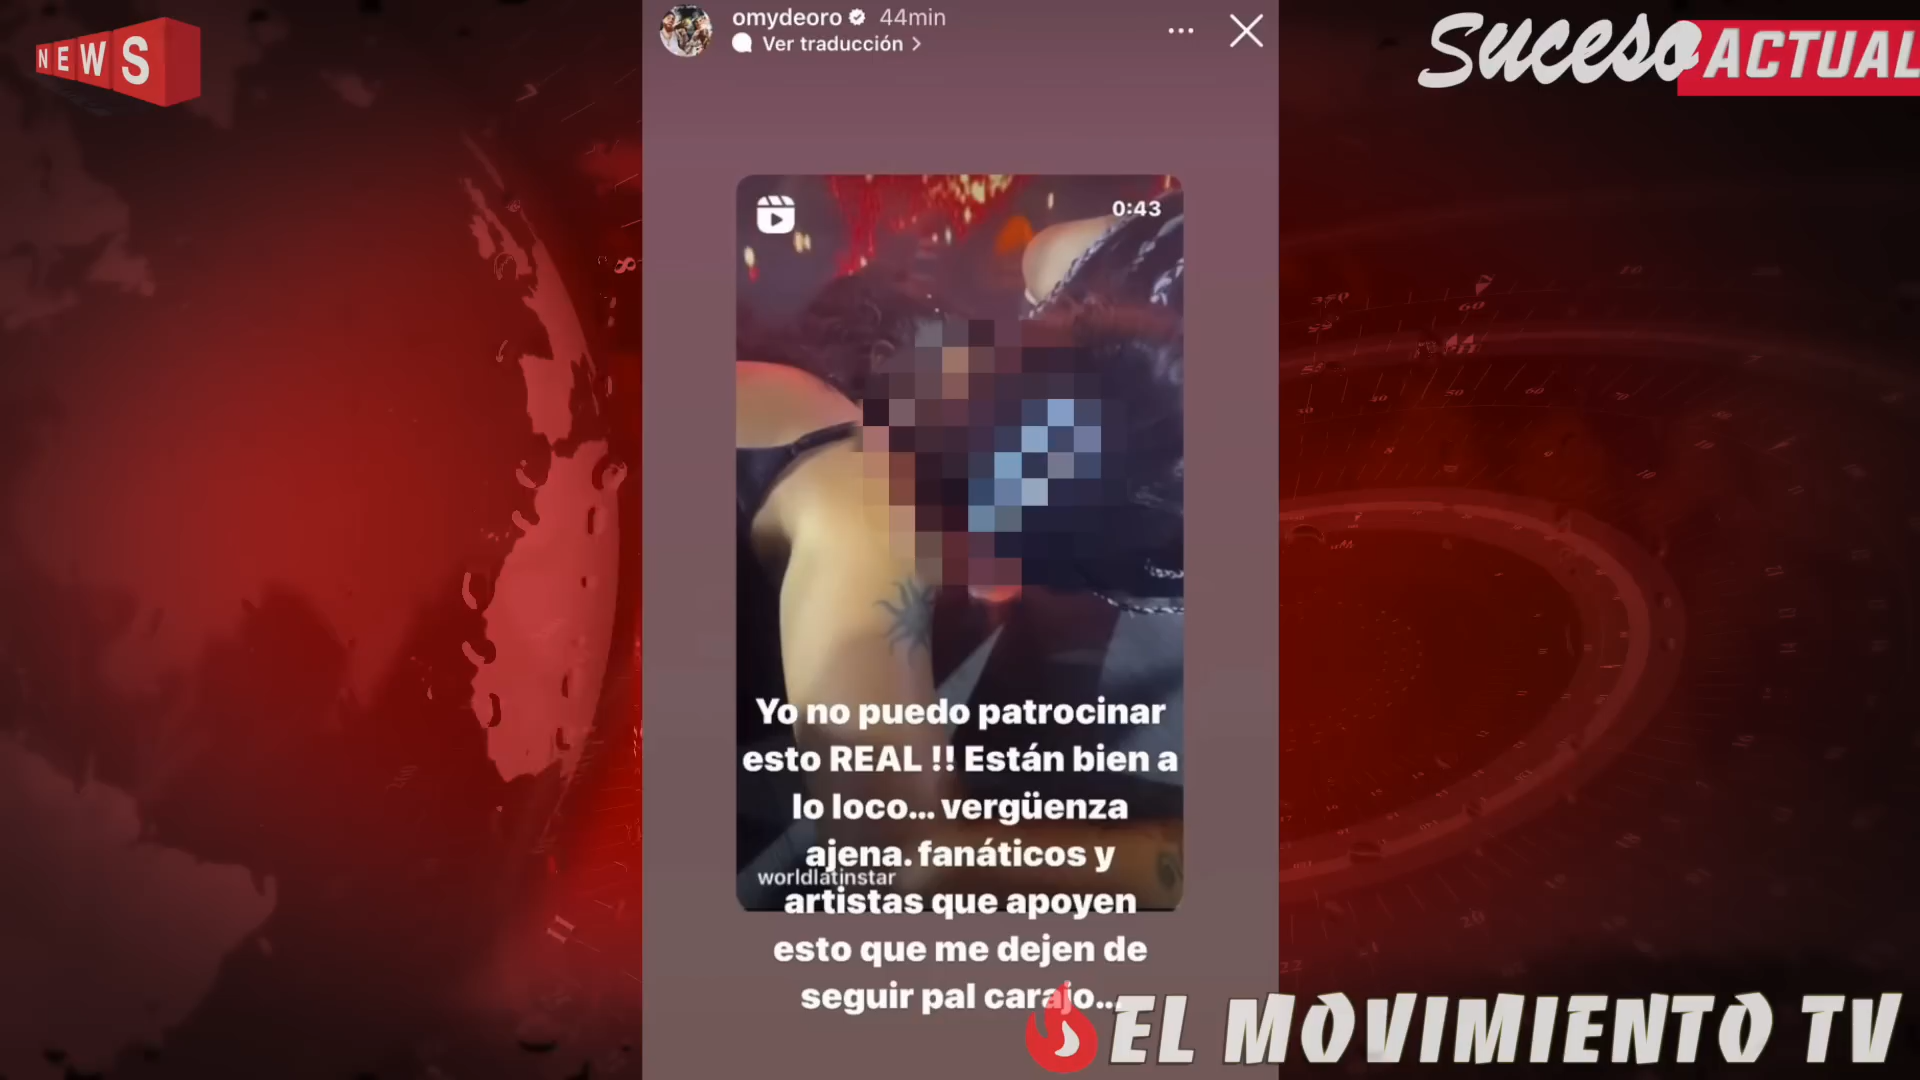 NEWS
omydeoro 44min
Ver traducción
Suceso ACTUAL
0:43
Yo no puedo patrocinar
esto REAL !! Están bien a
lo loco... vergüenza
ajena. fanáticos y
worldlatinstar
artistas que apoyen
esto que me dejen de
seguir pal carajo...
EL MOVIMIENTO TV